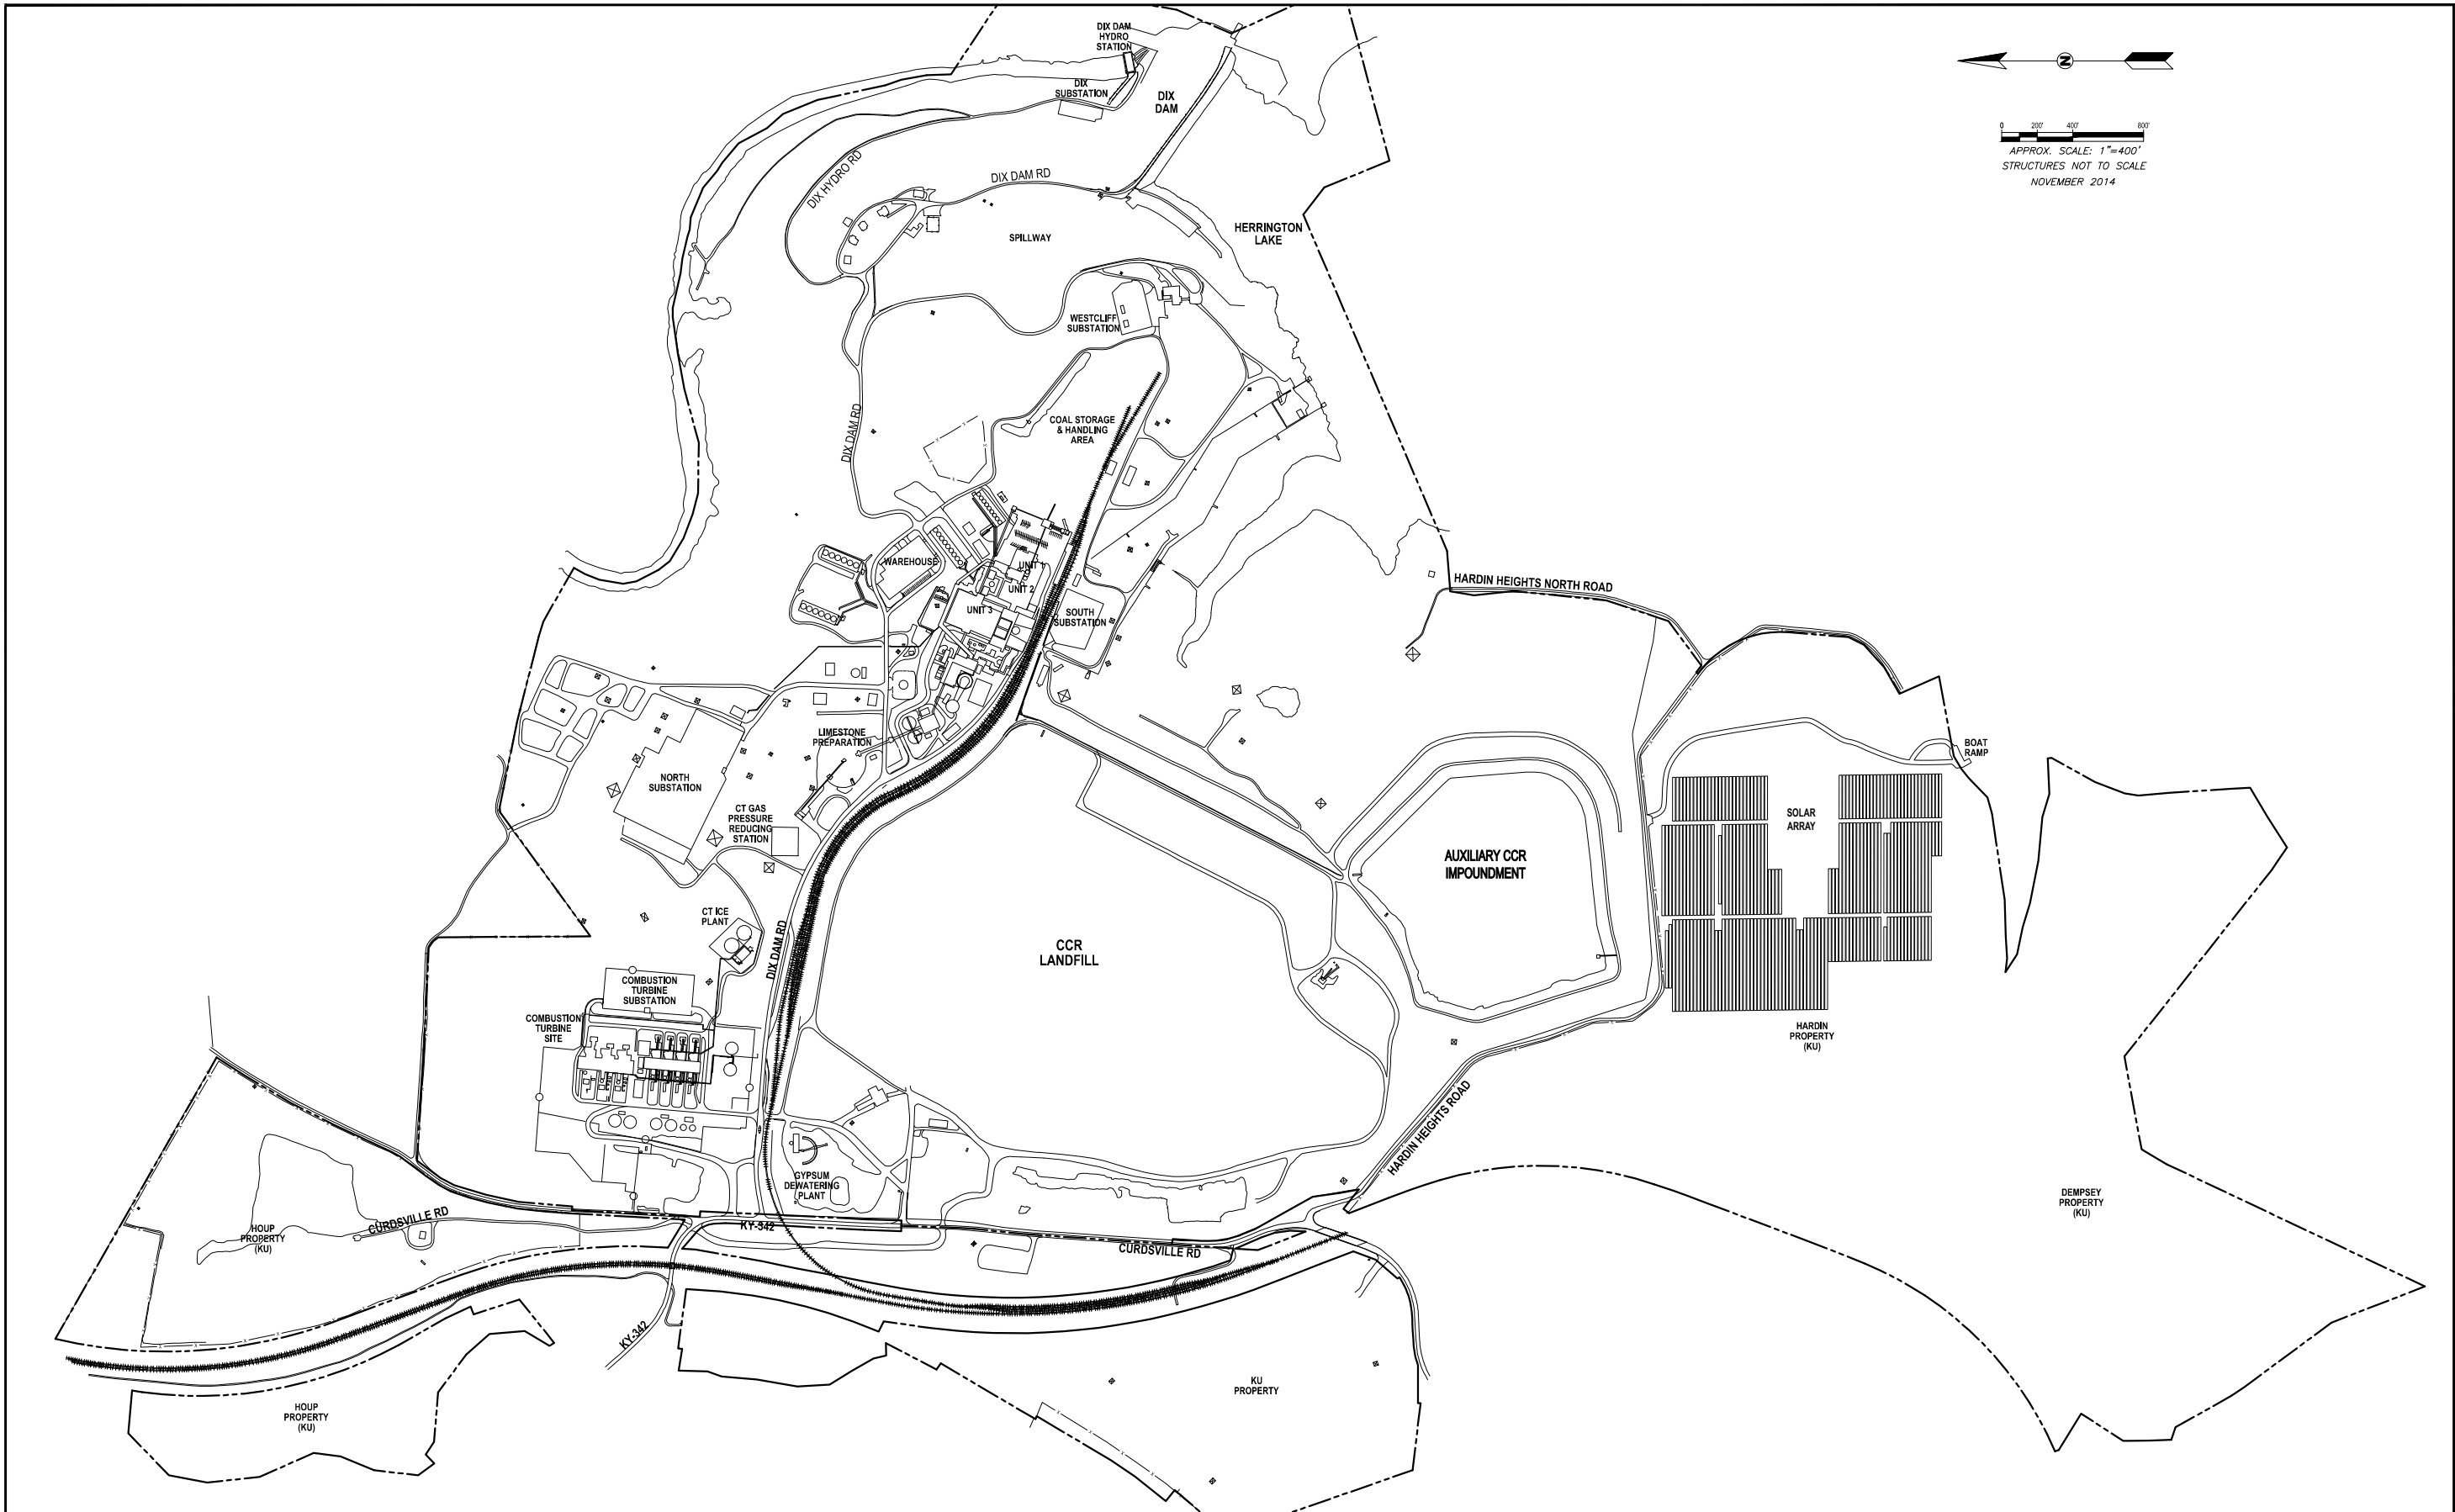 DIX DAM
HYDRO
STATION
DIX
SUBSTATION
DIX
DAM
N
0 200' 400' 800'
APPROX. SCALE: 1"=400'
STRUCTURES NOT TO SCALE
NOVEMBER 2014
DIX HYDRO RD
DIX DAM RD
SPILLWAY
HERRINGTON
LAKE
WESTCLIFF
SUBSTATION
DIX DAM RD
COAL STORAGE
& HANDLING
AREA
WAREHOUSE
UNIT 1
UNIT 2
UNIT 3
SOUTH
SUBSTATION
HARDIN HEIGHTS NORTH ROAD
LIMESTONE
PREPARATION
NORTH
SUBSTATION
CT GAS
PRESSURE
REDUCING
STATION
BOAT
RAMP
SOLAR
ARRAY
AUXILIARY CCR
IMPOUNDMENT
CT ICE
PLANT
DIX DAM RD
CCR
LANDFILL
COMBUSTION
TURBINE
SUBSTATION
COMBUSTION
TURBINE
SITE
HARDIN
PROPERTY
(KU)
HARDIN HEIGHTS ROAD
GYPSUM
DEWATERING
PLANT
DEMPSEY
PROPERTY
(KU)
HOUP
PROPERTY
(KU)
CURDSVILLE RD
KY-342
CURDSVILLE RD
KY-342
KU
PROPERTY
HOUP
PROPERTY
(KU)